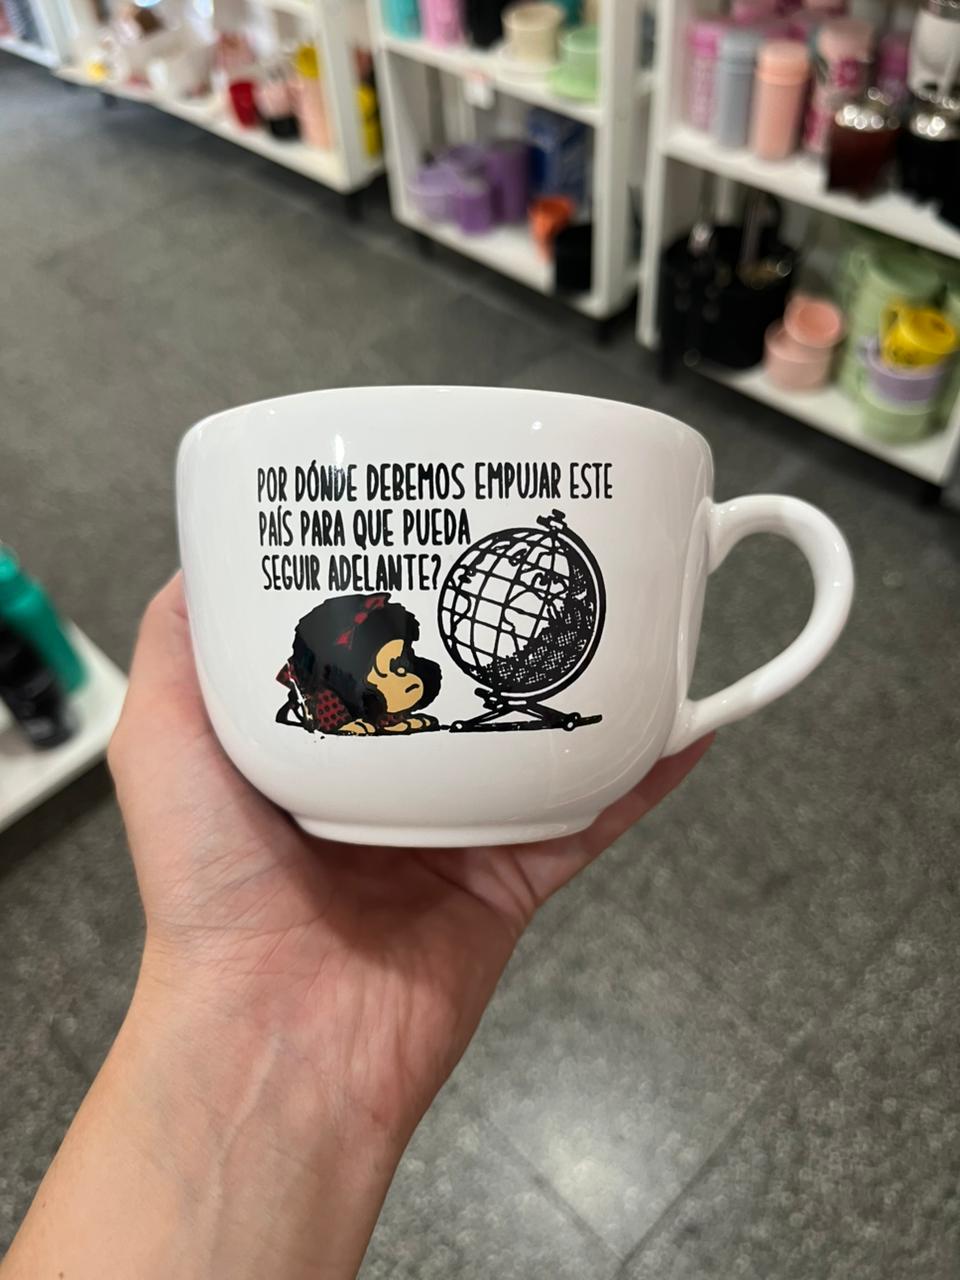 POR DÓNDE DEBEMOS EMPUJAR ESTE
PAÍS PARA QUE PUEDA
SEGUIR ADELANTE?